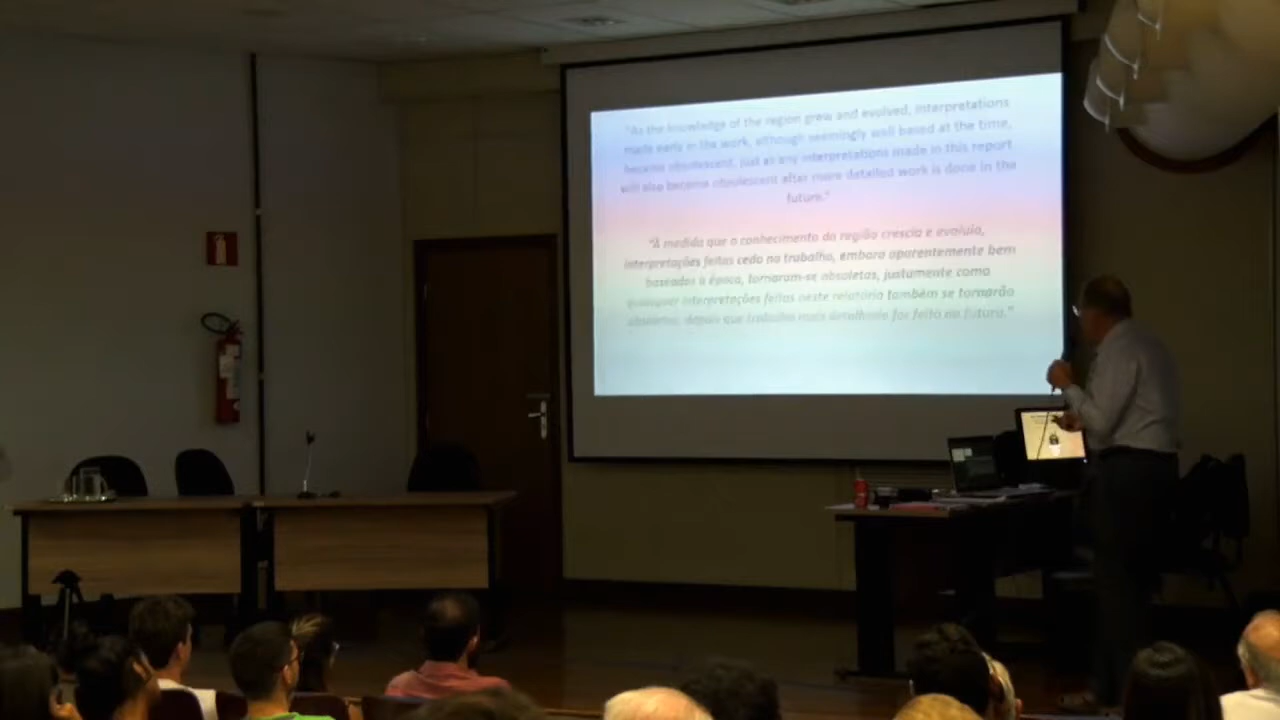 "As the knowledge of the region grew and evolved, interpretations
made early in the work, although seemingly well based at the time,
became obsolescent, just as any interpretations made in this report
will also become obsolescent after more detailed work is done in the
future."
"À medida que o conhecimento da região crescia e evoluía,
interpretações feitas cedo no trabalho, embora aparentemente bem
baseadas à época, tornaram-se obsoletas, justamente como
quaisquer interpretações feitas neste relatório também se tornarão
obsoletas, depois que trabalho mais detalhado for feito no futuro."